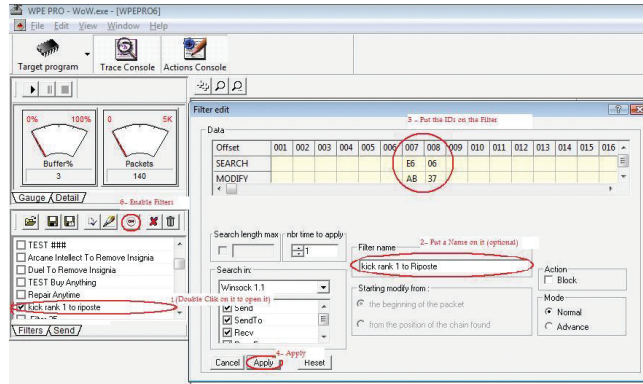 WPE PRO - WoW.exe - [WPEPRO6]
File Edit View Window Help
Target program Trace Console Actions Console
0% 100% 0 5K
Buffer% Packets
3 140
Gauge Detail
6- Enable Filters
ON
TEST ###
Arcane Intellect To Remove Insignia
Duel To Remove Insignia
TEST Buy Anything
Repair Anytime
1 (Double Clik on it to open it)
kick rank 1 to riposte
Filter 25
Filters Send
Filter edit
3 - Put the IDs on the Filter
Data
Offset 001 002 003 004 005 006 007 008 009 010 011 012 013 014 015 016
SEARCH E6 06
MODIFY AB 37
Search length max nbr time to apply
1
Filter name
2- Put a Name on it (optional)
kick rank 1 to Riposte
Action
Block
Search in:
Winsock 1.1
Send
SendTo
Recv
Starting modify from :
the beginning of the packet
from the position of the chain found
Mode
Normal
Advance
4- Apply
Cancel Apply Reset